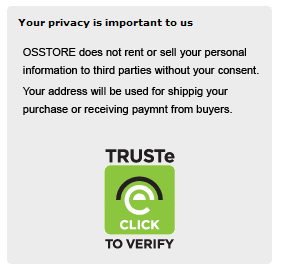 Your privacy is important to us
OSSTORE does not rent or sell your personal
information to third parties without your consent.
Your address will be used for shippig your
purchase or receiving paymnt from buyers.
TRUSTe
e
CLICK
TO VERIFY